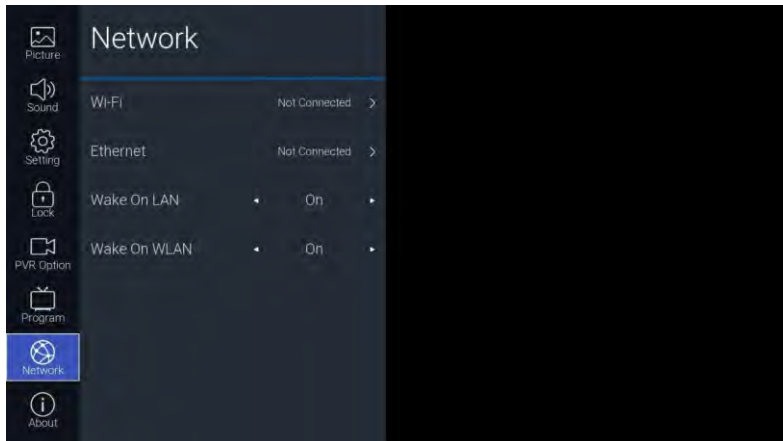 Picture
Sound
Setting
Lock
PVR Option
Program
Network
About
Network
Wi-Fi Not Connected
Ethernet Not Connected
Wake On LAN On
Wake On WLAN On